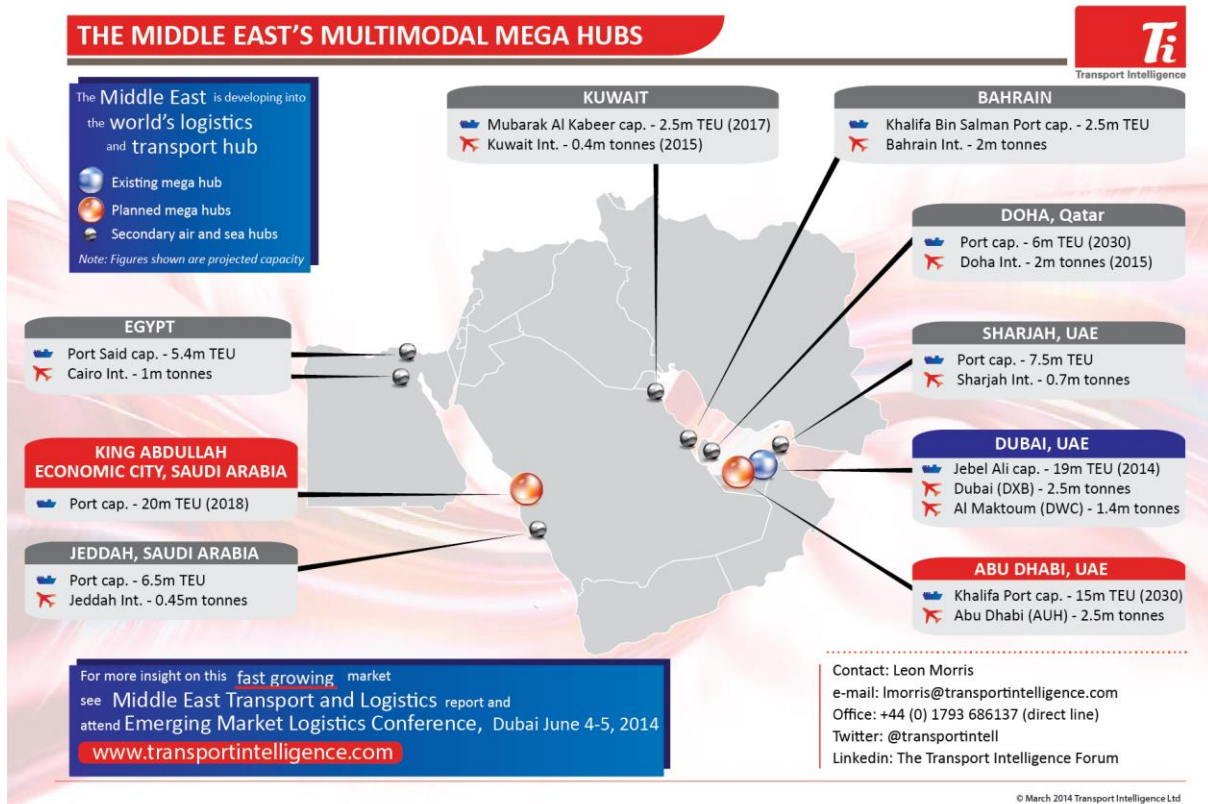 THE MIDDLE EAST'S MULTIMODAL MEGA HUBS
Ti
Transport Intelligence
The Middle East is developing into
the world's logistics
and transport hub
Existing mega hub
Planned mega hubs
Secondary air and sea hubs
Note: Figures shown are projected capacity
KUWAIT
Mubarak Al Kabeer cap. - 2.5m TEU (2017)
Kuwait Int. - 0.4m tonnes (2015)
BAHRAIN
Khalifa Bin Salman Port cap. - 2.5m TEU
Bahrain Int. - 2m tonnes
DOHA, Qatar
Port cap. - 6m TEU (2030)
Doha Int. - 2m tonnes (2015)
EGYPT
Port Said cap. - 5.4m TEU
Cairo Int. - 1m tonnes
SHARJAH, UAE
Port cap. - 7.5m TEU
Sharjah Int. - 0.7m tonnes
KING ABDULLAH
ECONOMIC CITY, SAUDI ARABIA
Port cap. - 20m TEU (2018)
DUBAI, UAE
Jebel Ali cap. - 19m TEU (2014)
Dubai (DXB) - 2.5m tonnes
Al Maktoum (DWC) - 1.4m tonnes
JEDDAH, SAUDI ARABIA
Port cap. - 6.5m TEU
Jeddah Int. - 0.45m tonnes
ABU DHABI, UAE
Khalifa Port cap. - 15m TEU (2030)
Abu Dhabi (AUH) - 2.5m tonnes
For more insight on this fast growing market
see Middle East Transport and Logistics report and
attend Emerging Market Logistics Conference, Dubai June 4-5, 2014
www.transportintelligence.com
Contact: Leon Morris
e-mail: lmorris@transportintelligence.com
Office: +44 (0) 1793 686137 (direct line)
Twitter: @transportintell
Linkedin: The Transport Intelligence Forum
© March 2014 Transport Intelligence Ltd